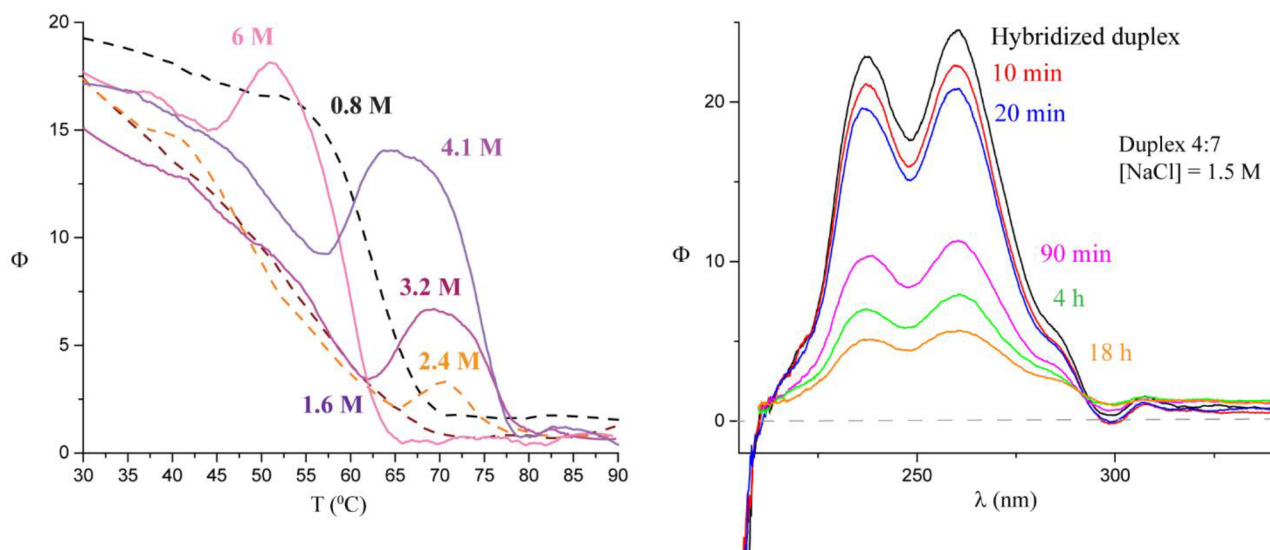 20
15
10
5
0
Φ
6 M
0.8 M
4.1 M
3.2 M
2.4 M
1.6 M
30 35 40 45 50 55 60 65 70 75 80 85 90
T (⁰C)
20
10
0
Φ
Hybridized duplex
10 min
20 min
Duplex 4:7
[NaCl] = 1.5 M
90 min
4 h
18 h
250 300
λ (nm)